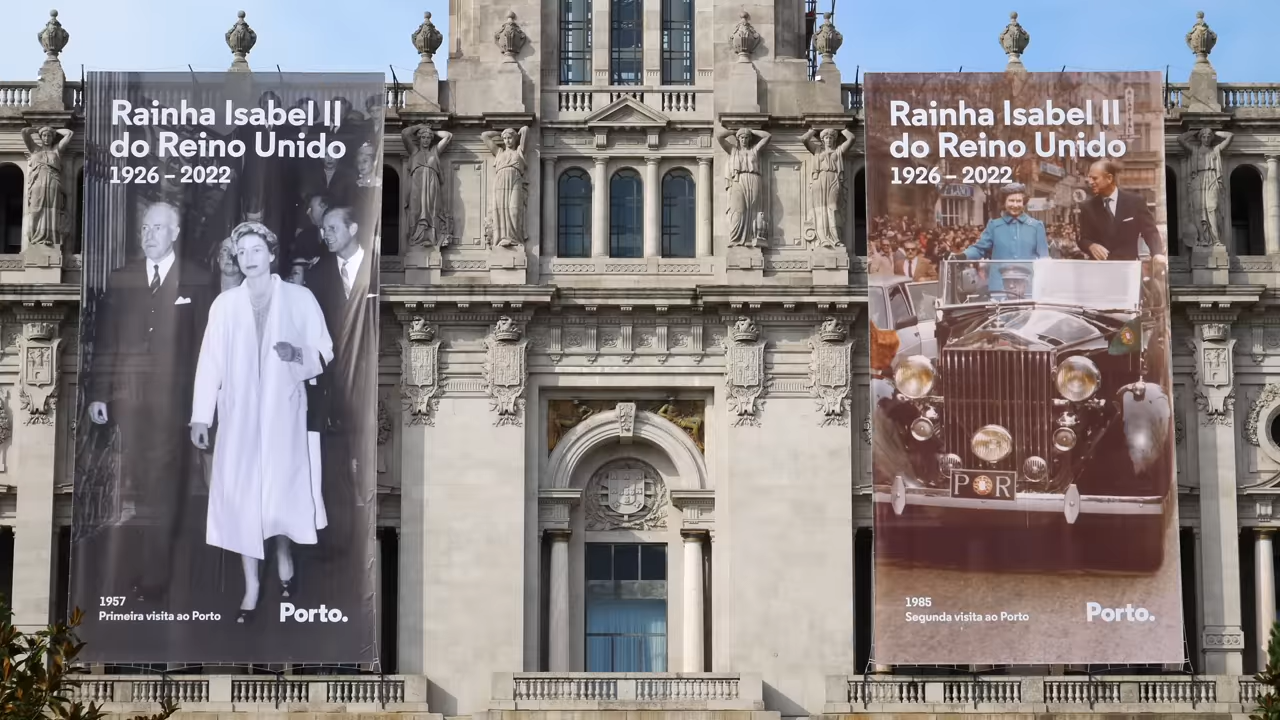 Rainha Isabel II
do Reino Unido
1926 – 2022
1957
Primeira visita ao Porto
Porto.
Rainha Isabel II
do Reino Unido
1926 – 2022
P R
1985
Segunda visita ao Porto
Porto.